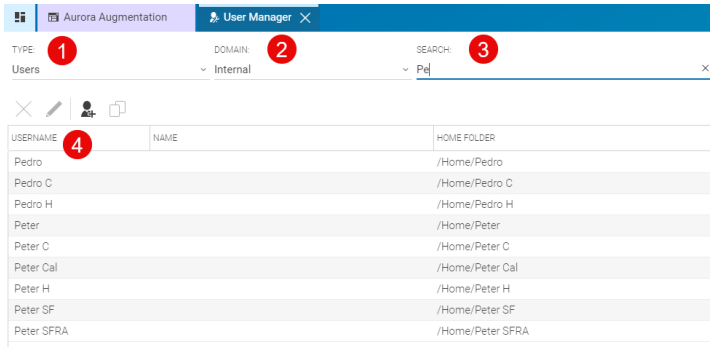 Aurora Augmentation User Manager
TYPE: 1 DOMAIN: 2 SEARCH: 3
Users Internal Pe
USERNAME 4 NAME HOME FOLDER
Pedro /Home/Pedro
Pedro C /Home/Pedro C
Pedro H /Home/Pedro H
Peter /Home/Peter
Peter C /Home/Peter C
Peter Cal /Home/Peter Cal
Peter H /Home/Peter H
Peter SF /Home/Peter SF
Peter SFRA /Home/Peter SFRA